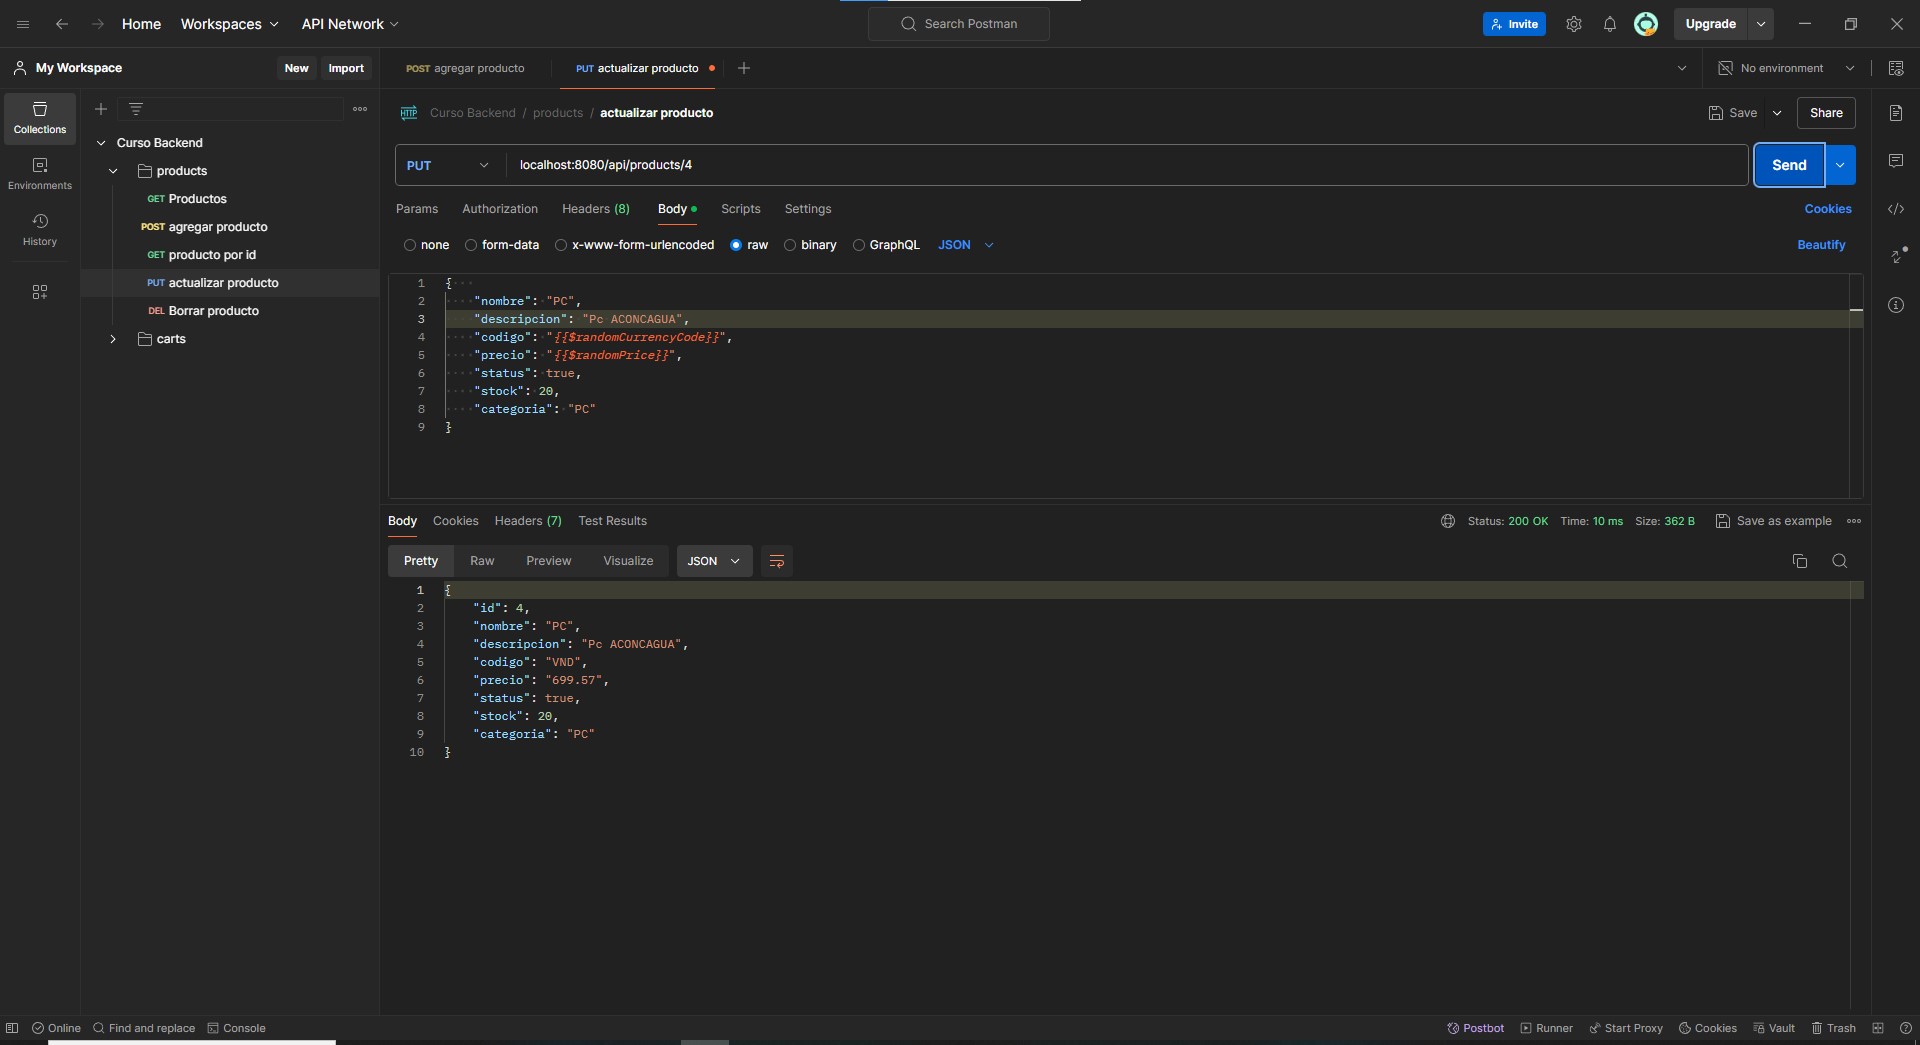 Home Workspaces API Network Search Postman Invite Upgrade
My Workspace New Import POST agregar producto PUT actualizar producto No environment
Curso Backend / products / actualizar producto Save Share
Collections
Environments
History
Curso Backend
products
GET Productos
POST agregar producto
GET producto por id
PUT actualizar producto
DEL Borrar producto
carts
PUT localhost:8080/api/products/4 Send
Params Authorization Headers (8) Body Scripts Settings Cookies
none form-data x-www-form-urlencoded raw binary GraphQL JSON Beautify
1 {
2 "nombre": "PC",
3 "descripcion": "Pc ACONCAGUA",
4 "codigo": "{{$randomCurrencyCode}}",
5 "precio": "{{$randomPrice}}",
6 "status": true,
7 "stock": 20,
8 "categoria": "PC"
9 }
Body Cookies Headers (7) Test Results Status: 200 OK Time: 10 ms Size: 362 B Save as example
Pretty Raw Preview Visualize JSON
1 {
2 "id": 4,
3 "nombre": "PC",
4 "descripcion": "Pc ACONCAGUA",
5 "codigo": "VND",
6 "precio": "699.57",
7 "status": true,
8 "stock": 20,
9 "categoria": "PC"
10 }
Online Find and replace Console Postbot Runner Start Proxy Cookies Vault Trash